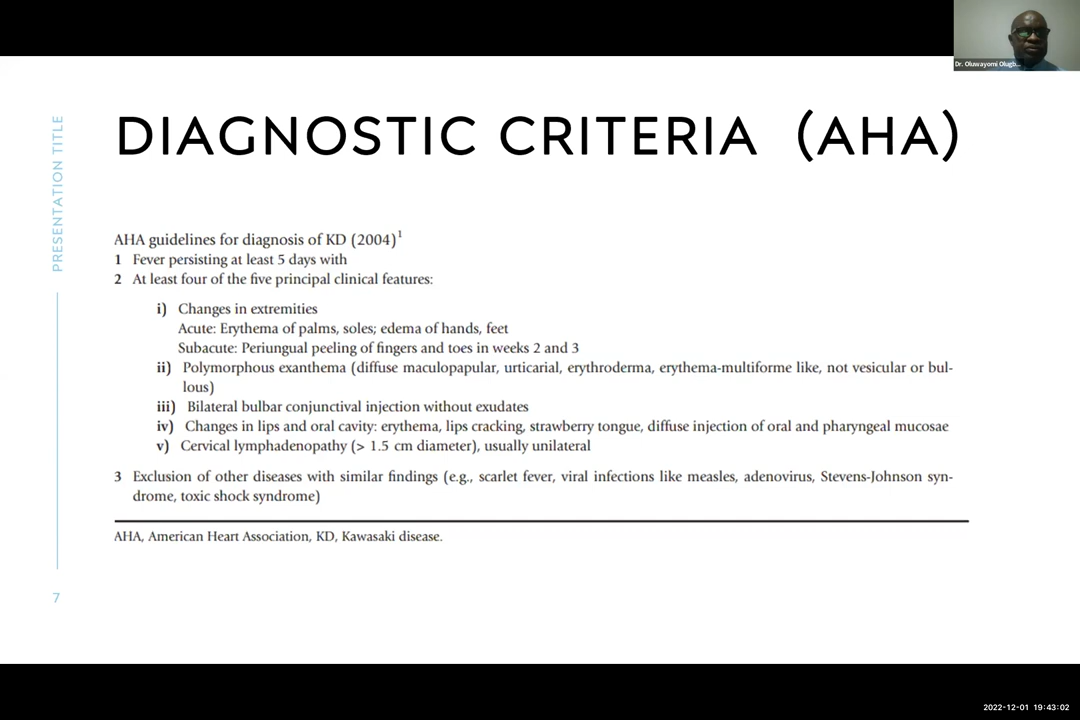 Dr. Oluwayomi Olugb...
DIAGNOSTIC CRITERIA (AHA)
PRESENTATION TITLE
AHA guidelines for diagnosis of KD (2004)1
1 Fever persisting at least 5 days with
2 At least four of the five principal clinical features:
i) Changes in extremities
Acute: Erythema of palms, soles; edema of hands, feet
Subacute: Periungual peeling of fingers and toes in weeks 2 and 3
ii) Polymorphous exanthema (diffuse maculopapular, urticarial, erythroderma, erythema-multiforme like, not vesicular or bul-
lous)
iii) Bilateral bulbar conjunctival injection without exudates
iv) Changes in lips and oral cavity: erythema, lips cracking, strawberry tongue, diffuse injection of oral and pharyngeal mucosae
v) Cervical lymphadenopathy (> 1.5 cm diameter), usually unilateral
3 Exclusion of other diseases with similar findings (e.g., scarlet fever, viral infections like measles, adenovirus, Stevens-Johnson syn-
drome, toxic shock syndrome)
AHA, American Heart Association, KD, Kawasaki disease.
7
2022-12-01 19:43:02